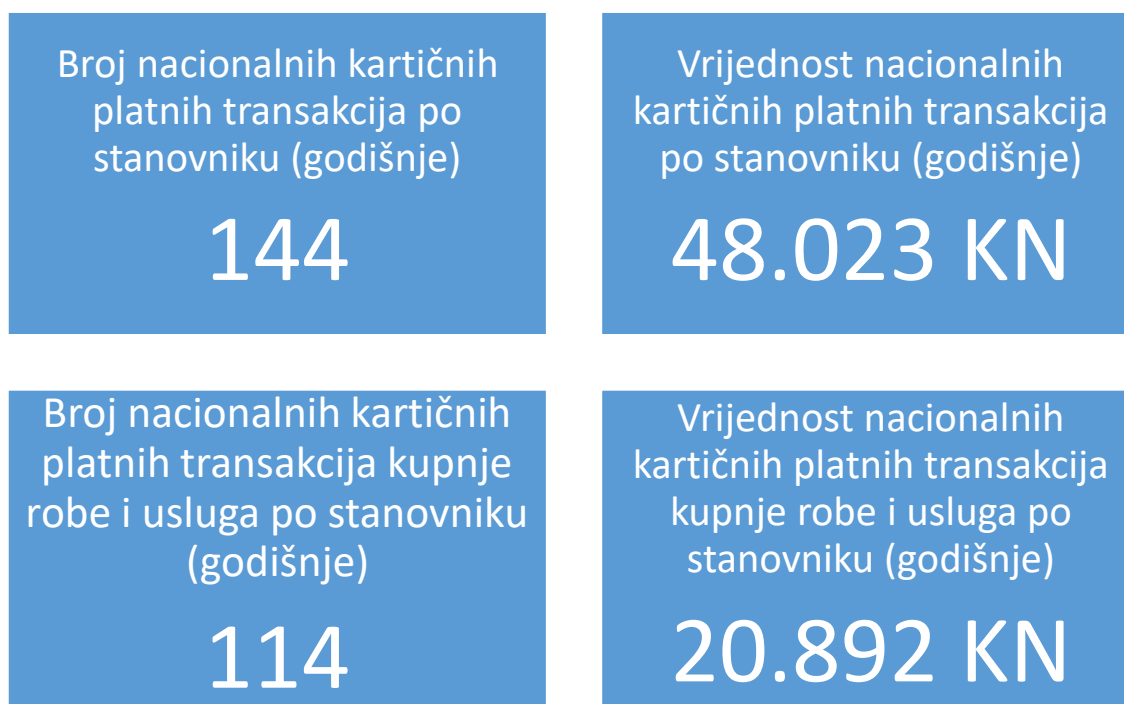 Broj nacionalnih kartičnih
platnih transakcija po
stanovniku (godišnje)
144
Vrijednost nacionalnih
kartičnih platnih transakcija
po stanovniku (godišnje)
48.023 KN
Broj nacionalnih kartičnih
platnih transakcija kupnje
robe i usluga po stanovniku
(godišnje)
114
Vrijednost nacionalnih
kartičnih platnih transakcija
kupnje robe i usluga po
stanovniku (godišnje)
20.892 KN